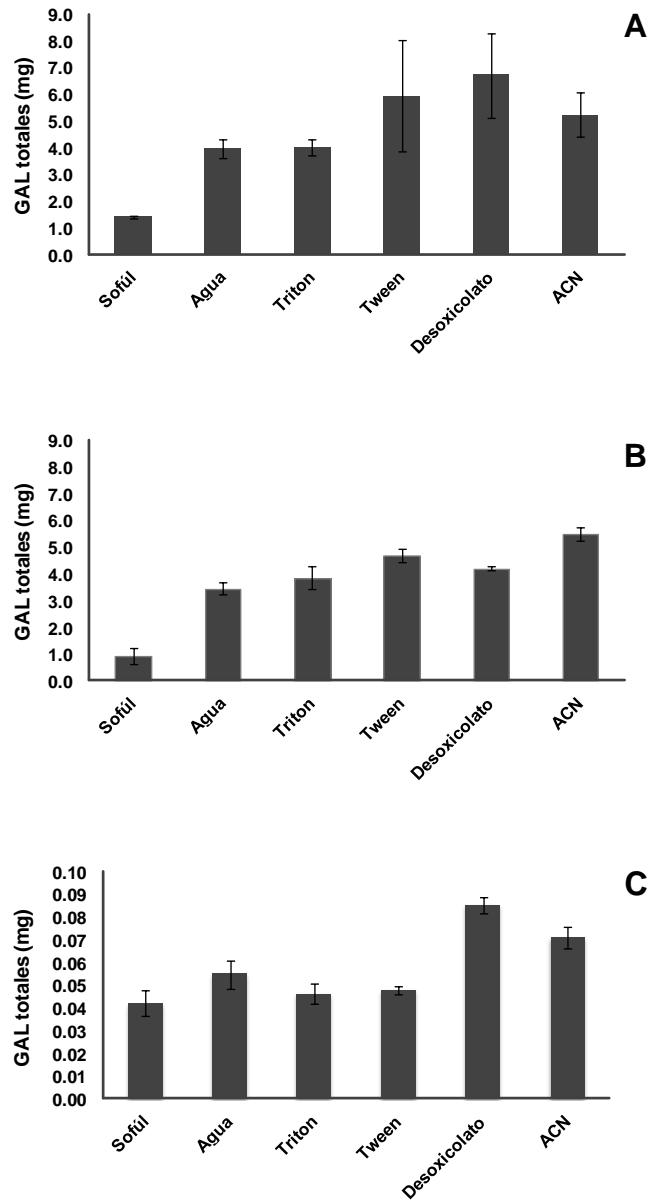 A
GAL totales (mg)
9.0
8.0
7.0
6.0
5.0
4.0
3.0
2.0
1.0
0.0
Sofúl
Agua
Triton
Tween
Desoxicolato
ACN
B
GAL totales (mg)
9.0
8.0
7.0
6.0
5.0
4.0
3.0
2.0
1.0
0.0
Sofúl
Agua
Triton
Tween
Desoxicolato
ACN
C
GAL totales (mg)
0.10
0.09
0.08
0.07
0.06
0.05
0.04
0.03
0.02
0.01
0.00
Sofúl
Agua
Triton
Tween
Desoxicolato
ACN